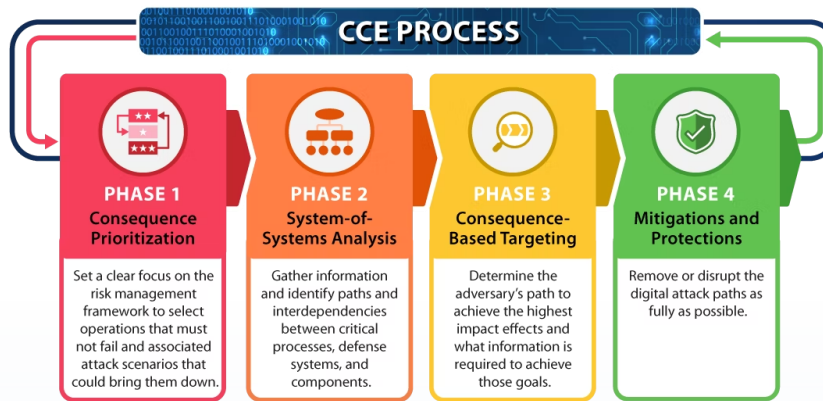 CCE PROCESS
PHASE 1
Consequence
Prioritization
Set a clear focus on the
risk management
framework to select
operations that must
not fail and associated
attack scenarios that
could bring them down.
PHASE 2
System-of-
Systems Analysis
Gather information
and identify paths and
interdependencies
between critical
processes, defense
systems, and
components.
PHASE 3
Consequence-
Based Targeting
Determine the
adversary's path to
achieve the highest
impact effects and
what information is
required to achieve
those goals.
PHASE 4
Mitigations and
Protections
Remove or disrupt the
digital attack paths as
fully as possible.